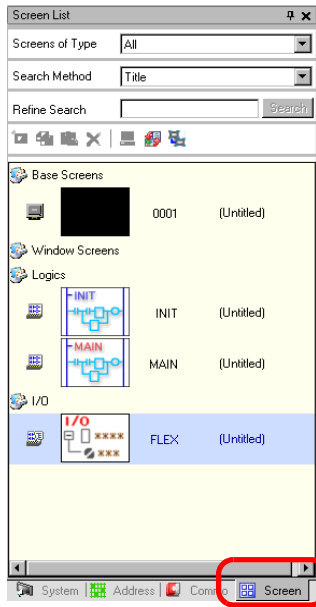 Screen List
Screens of Type All
Search Method Title
Refine Search Search
Base Screens
0001 (Untitled)
Window Screens
Logics
INIT
INIT (Untitled)
MAIN
MAIN (Untitled)
I/O
I/O
****
***
FLEX (Untitled)
System Address Commo Screen